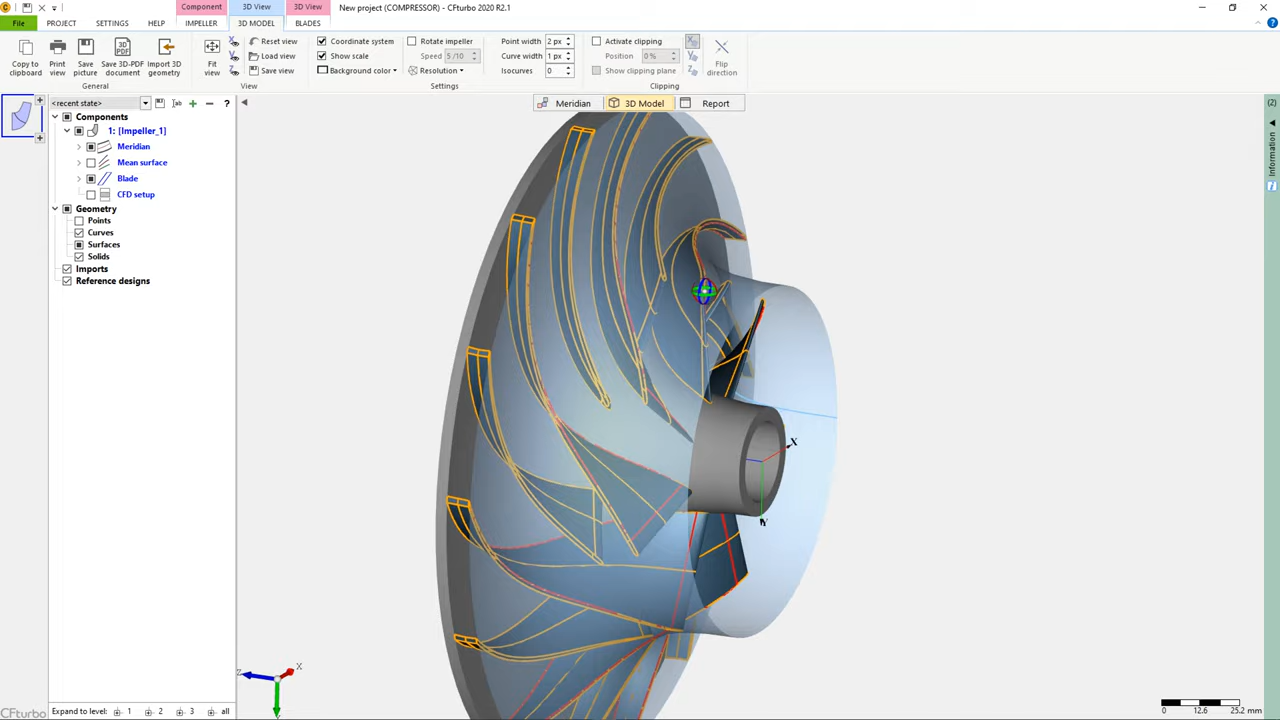 Component
3D View
3D View
New project (COMPRESSOR) - CFturbo 2020 R2.1
File
PROJECT
SETTINGS
HELP
IMPELLER
3D MODEL
BLADES
Copy to clipboard
Print view
Save picture
Save 3D-PDF document
Import 3D geometry
General
Fit view
Reset view
Load view
Save view
View
Coordinate system
Show scale
Background color
Rotate impeller
Speed 5 /10
Resolution
Point width 2 px
Curve width 1 px
Isocurves 0
Settings
Activate clipping
Position 0 %
Show clipping plane
Flip direction
Clipping
<recent state>
?
Meridian
3D Model
Report
(2)
Information
Components
1: [Impeller_1]
Meridian
Mean surface
Blade
CFD setup
Geometry
Points
Curves
Surfaces
Solids
Imports
Reference designs
X
Y
Z
X
Expand to level: 1 2 3 all
CFturbo
0 12.6 25.2 mm